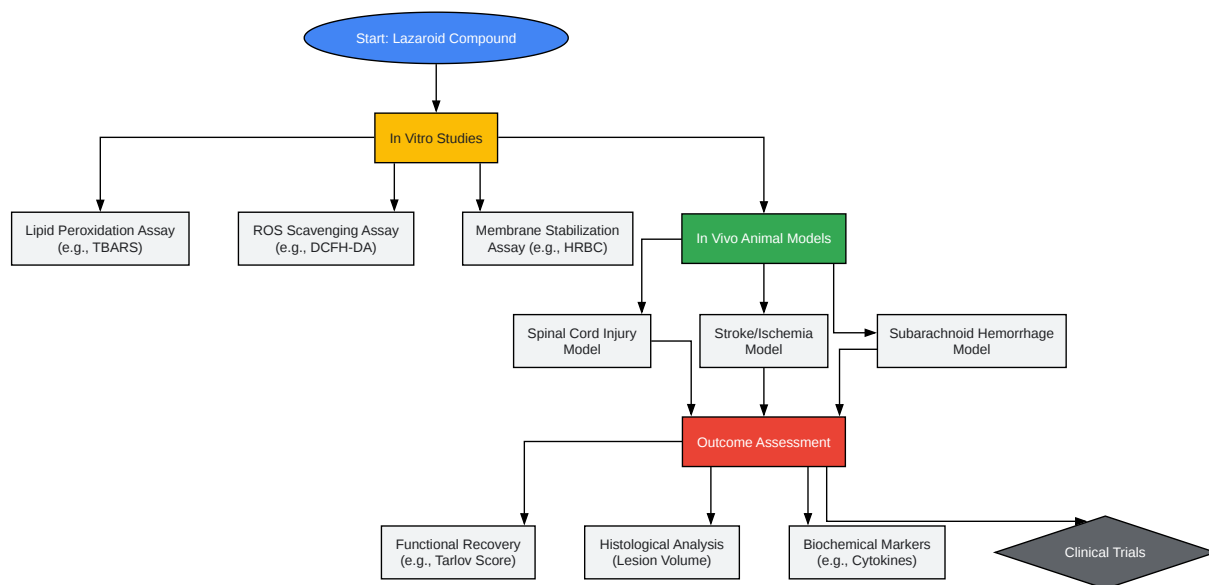 Start: Lazaroid Compound
In Vitro Studies
Lipid Peroxidation Assay
(e.g., TBARS)
ROS Scavenging Assay
(e.g., DCFH-DA)
Membrane Stabilization
Assay (e.g., HRBC)
In Vivo Animal Models
Spinal Cord Injury
Model
Stroke/Ischemia
Model
Subarachnoid Hemorrhage
Model
Outcome Assessment
Functional Recovery
(e.g., Tarlov Score)
Histological Analysis
(Lesion Volume)
Biochemical Markers
(e.g., Cytokines)
Clinical Trials